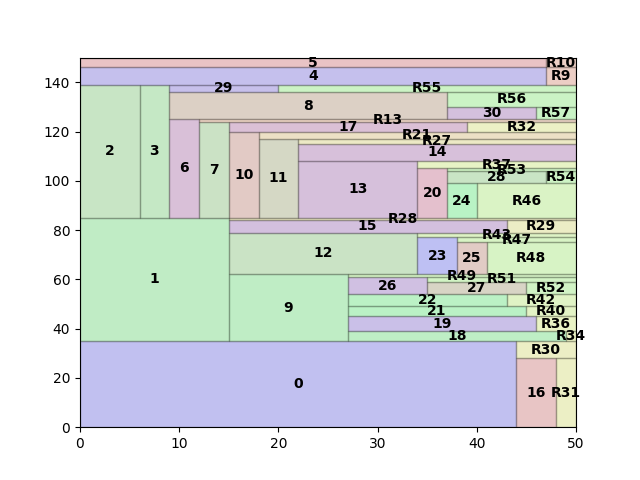 5 R10
4 R9
140
29 R55
8 R56
30 R57
R13
120 17 R32
R21
R27
2 3 6 7 10 11 14
R37
R53
100 13 20 28 R54
24 R46
R28
80 15 R29
R43
R47
1 12 23 25 R48
60 R49 R51
26 27 R52
9 22 R42
21 R40
40 19 R36
18 R34
R30
20 0 16 R31
0
0 10 20 30 40 50